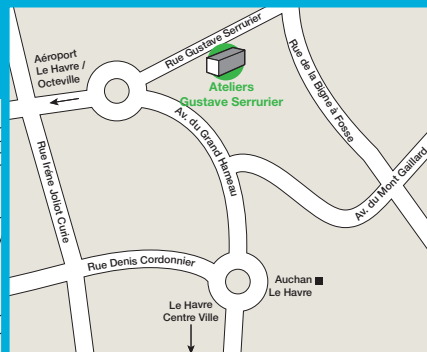 Aéroport
Le Havre /
Octeville
Rue Gustave Serrurier
Ateliers
Gustave Serrurier
Rue de la Bigne à Fosse
Av. du Grand Hameau
Av. du Mont Gaillard
Rue Iréne Joliot Curie
Rue Denis Cordonnier
Auchan
Le Havre
Le Havre
Centre Ville